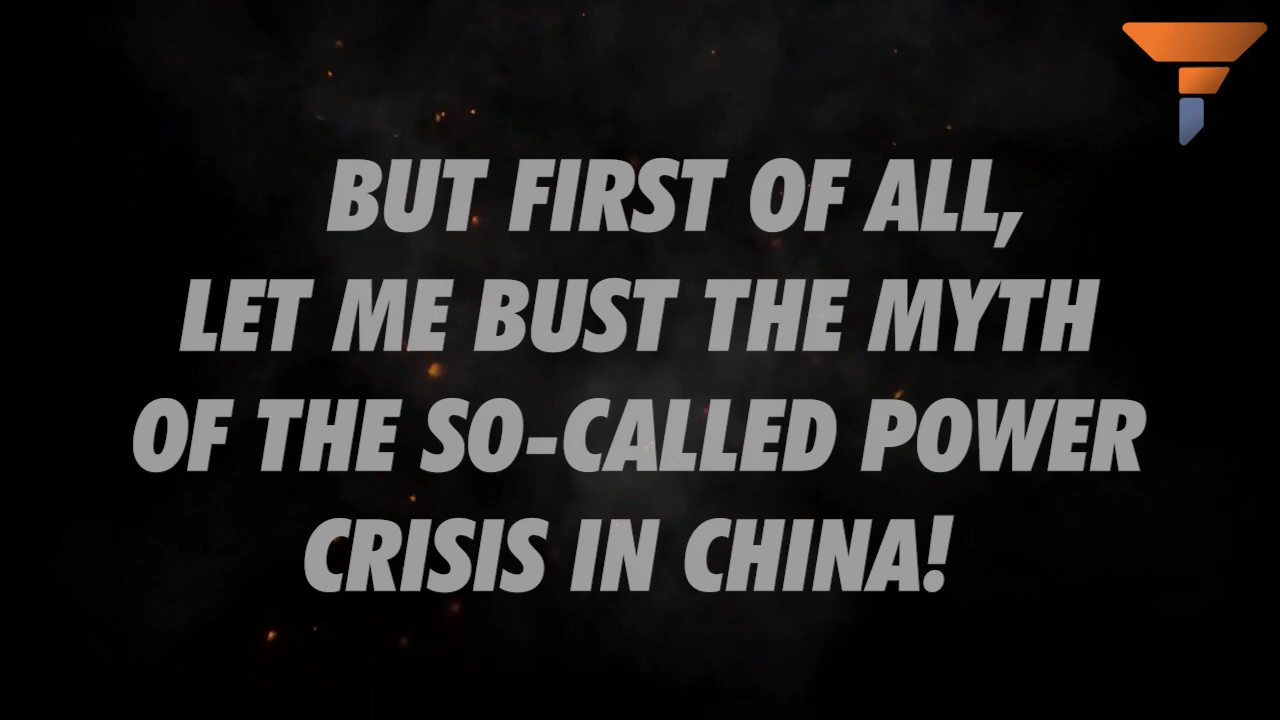 BUT FIRST OF ALL,
LET ME BUST THE MYTH
OF THE SO-CALLED POWER
CRISIS IN CHINA!